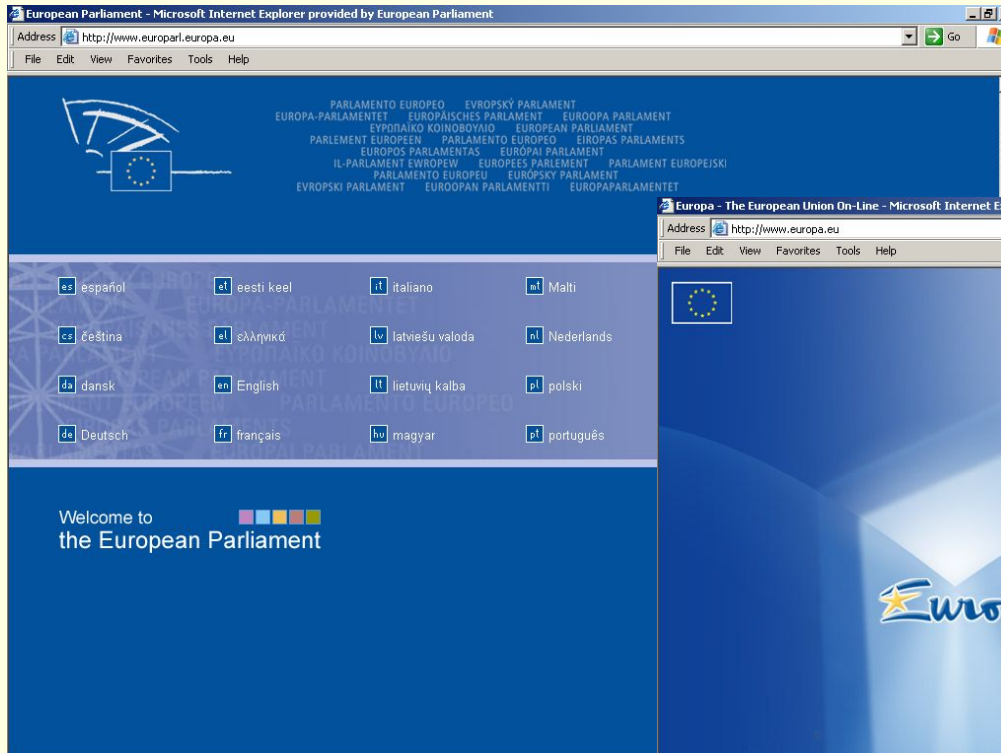 European Parliament - Microsoft Internet Explorer provided by European Parliament
Address http://www.europarl.europa.eu Go
File Edit View Favorites Tools Help
PARLAMENTO EUROPEO EVROPSKÝ PARLAMENT
EUROPA-PARLAMENTET EUROPÄISCHES PARLAMENT EUROOPA PARLAMENT
ΕΥΡΩΠΑΪΚΟ ΚΟΙΝΟΒΟΥΛΙΟ EUROPEAN PARLIAMENT
PARLEMENT EUROPEEN PARLAMENTO EUROPEO EIROPAS PARLAMENTS
EUROPOS PARLAMENTAS EURÓPAI PARLAMENT
IL-PARLAMENT EWROPEW EUROPEES PARLEMENT PARLAMENT EUROPEJSKI
PARLAMENTO EUROPEU EURÓPSKY PARLAMENT
EVROPSKI PARLAMENT EUROOPAN PARLAMENTTI EUROPAPARLAMENTET
es español et eesti keel it italiano mt Malti
cs čeština el ελληνικά lv latviešu valoda nl Nederlands
da dansk en English lt lietuvių kalba pl polski
de Deutsch fr français hu magyar pt português
Welcome to
the European Parliament
Europa - The European Union On-Line - Microsoft Internet E
Address http://www.europa.eu
File Edit View Favorites Tools Help
Euro